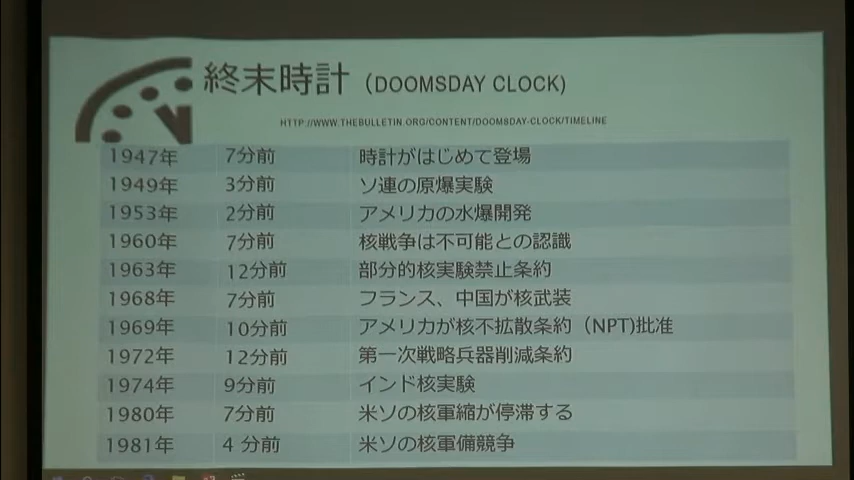 終末時計 (DOOMSDAY CLOCK)
HTTP://WWW.THEBULLETIN.ORG/CONTENT/DOOMSDAY-CLOCK/TIMELINE
1947年 7分前 時計がはじめて登場
1949年 3分前 ソ連の原爆実験
1953年 2分前 アメリカの水爆開発
1960年 7分前 核戦争は不可能との認識
1963年 12分前 部分的核実験禁止条約
1968年 7分前 フランス、中国が核武装
1969年 10分前 アメリカが核不拡散条約（NPT)批准
1972年 12分前 第一次戦略兵器削減条約
1974年 9分前 インド核実験
1980年 7分前 米ソの核軍縮が停滞する
1981年 4 分前 米ソの核軍備競争